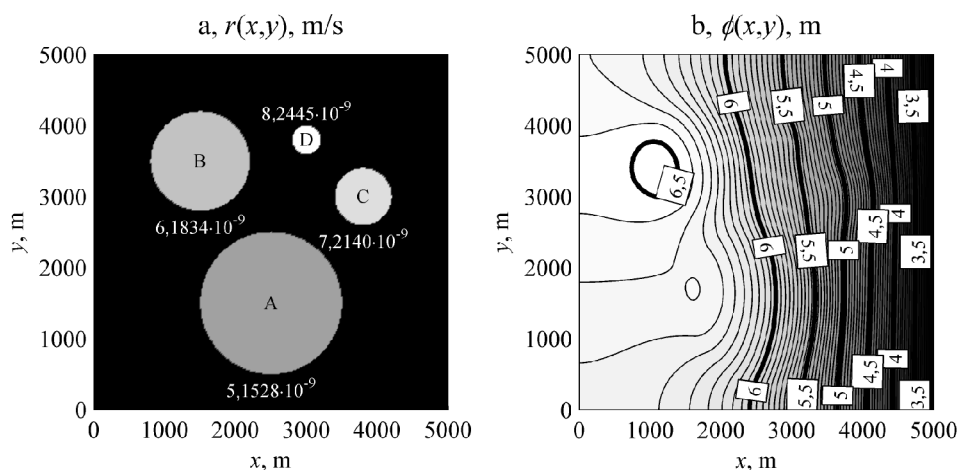 a, r(x,y), m/s
5000
4000
3000
2000
1000
0
y, m
8,2445·10⁻⁹
D
B
C
6,1834·10⁻⁹
7,2140·10⁻⁹
A
5,1528·10⁻⁹
0 1000 2000 3000 4000 5000
x, m
b, ϕ(x,y), m
5000
4000
3000
2000
1000
0
y, m
6 5,5 5 4,5 4 3,5
6,5
6 5,5 5 4,5 4 3,5
6 5,5 5 4,5 4 3,5
0 1000 2000 3000 4000 5000
x, m